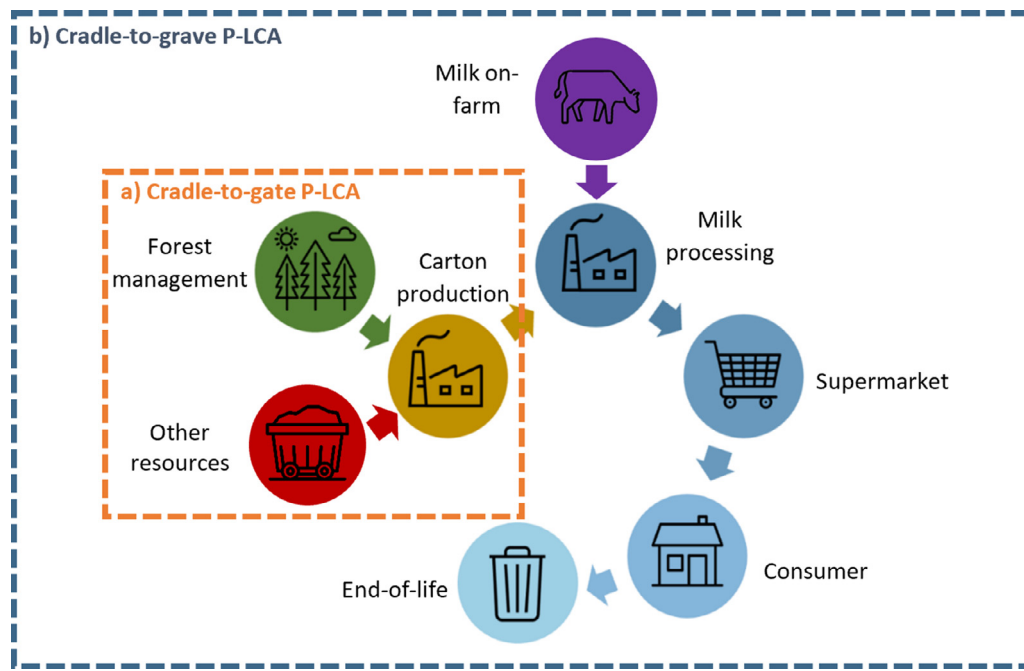 b) Cradle-to-grave P-LCA
Milk on-
farm
a) Cradle-to-gate P-LCA
Forest
management
Carton
production
Milk
processing
Other
resources
Supermarket
Consumer
End-of-life